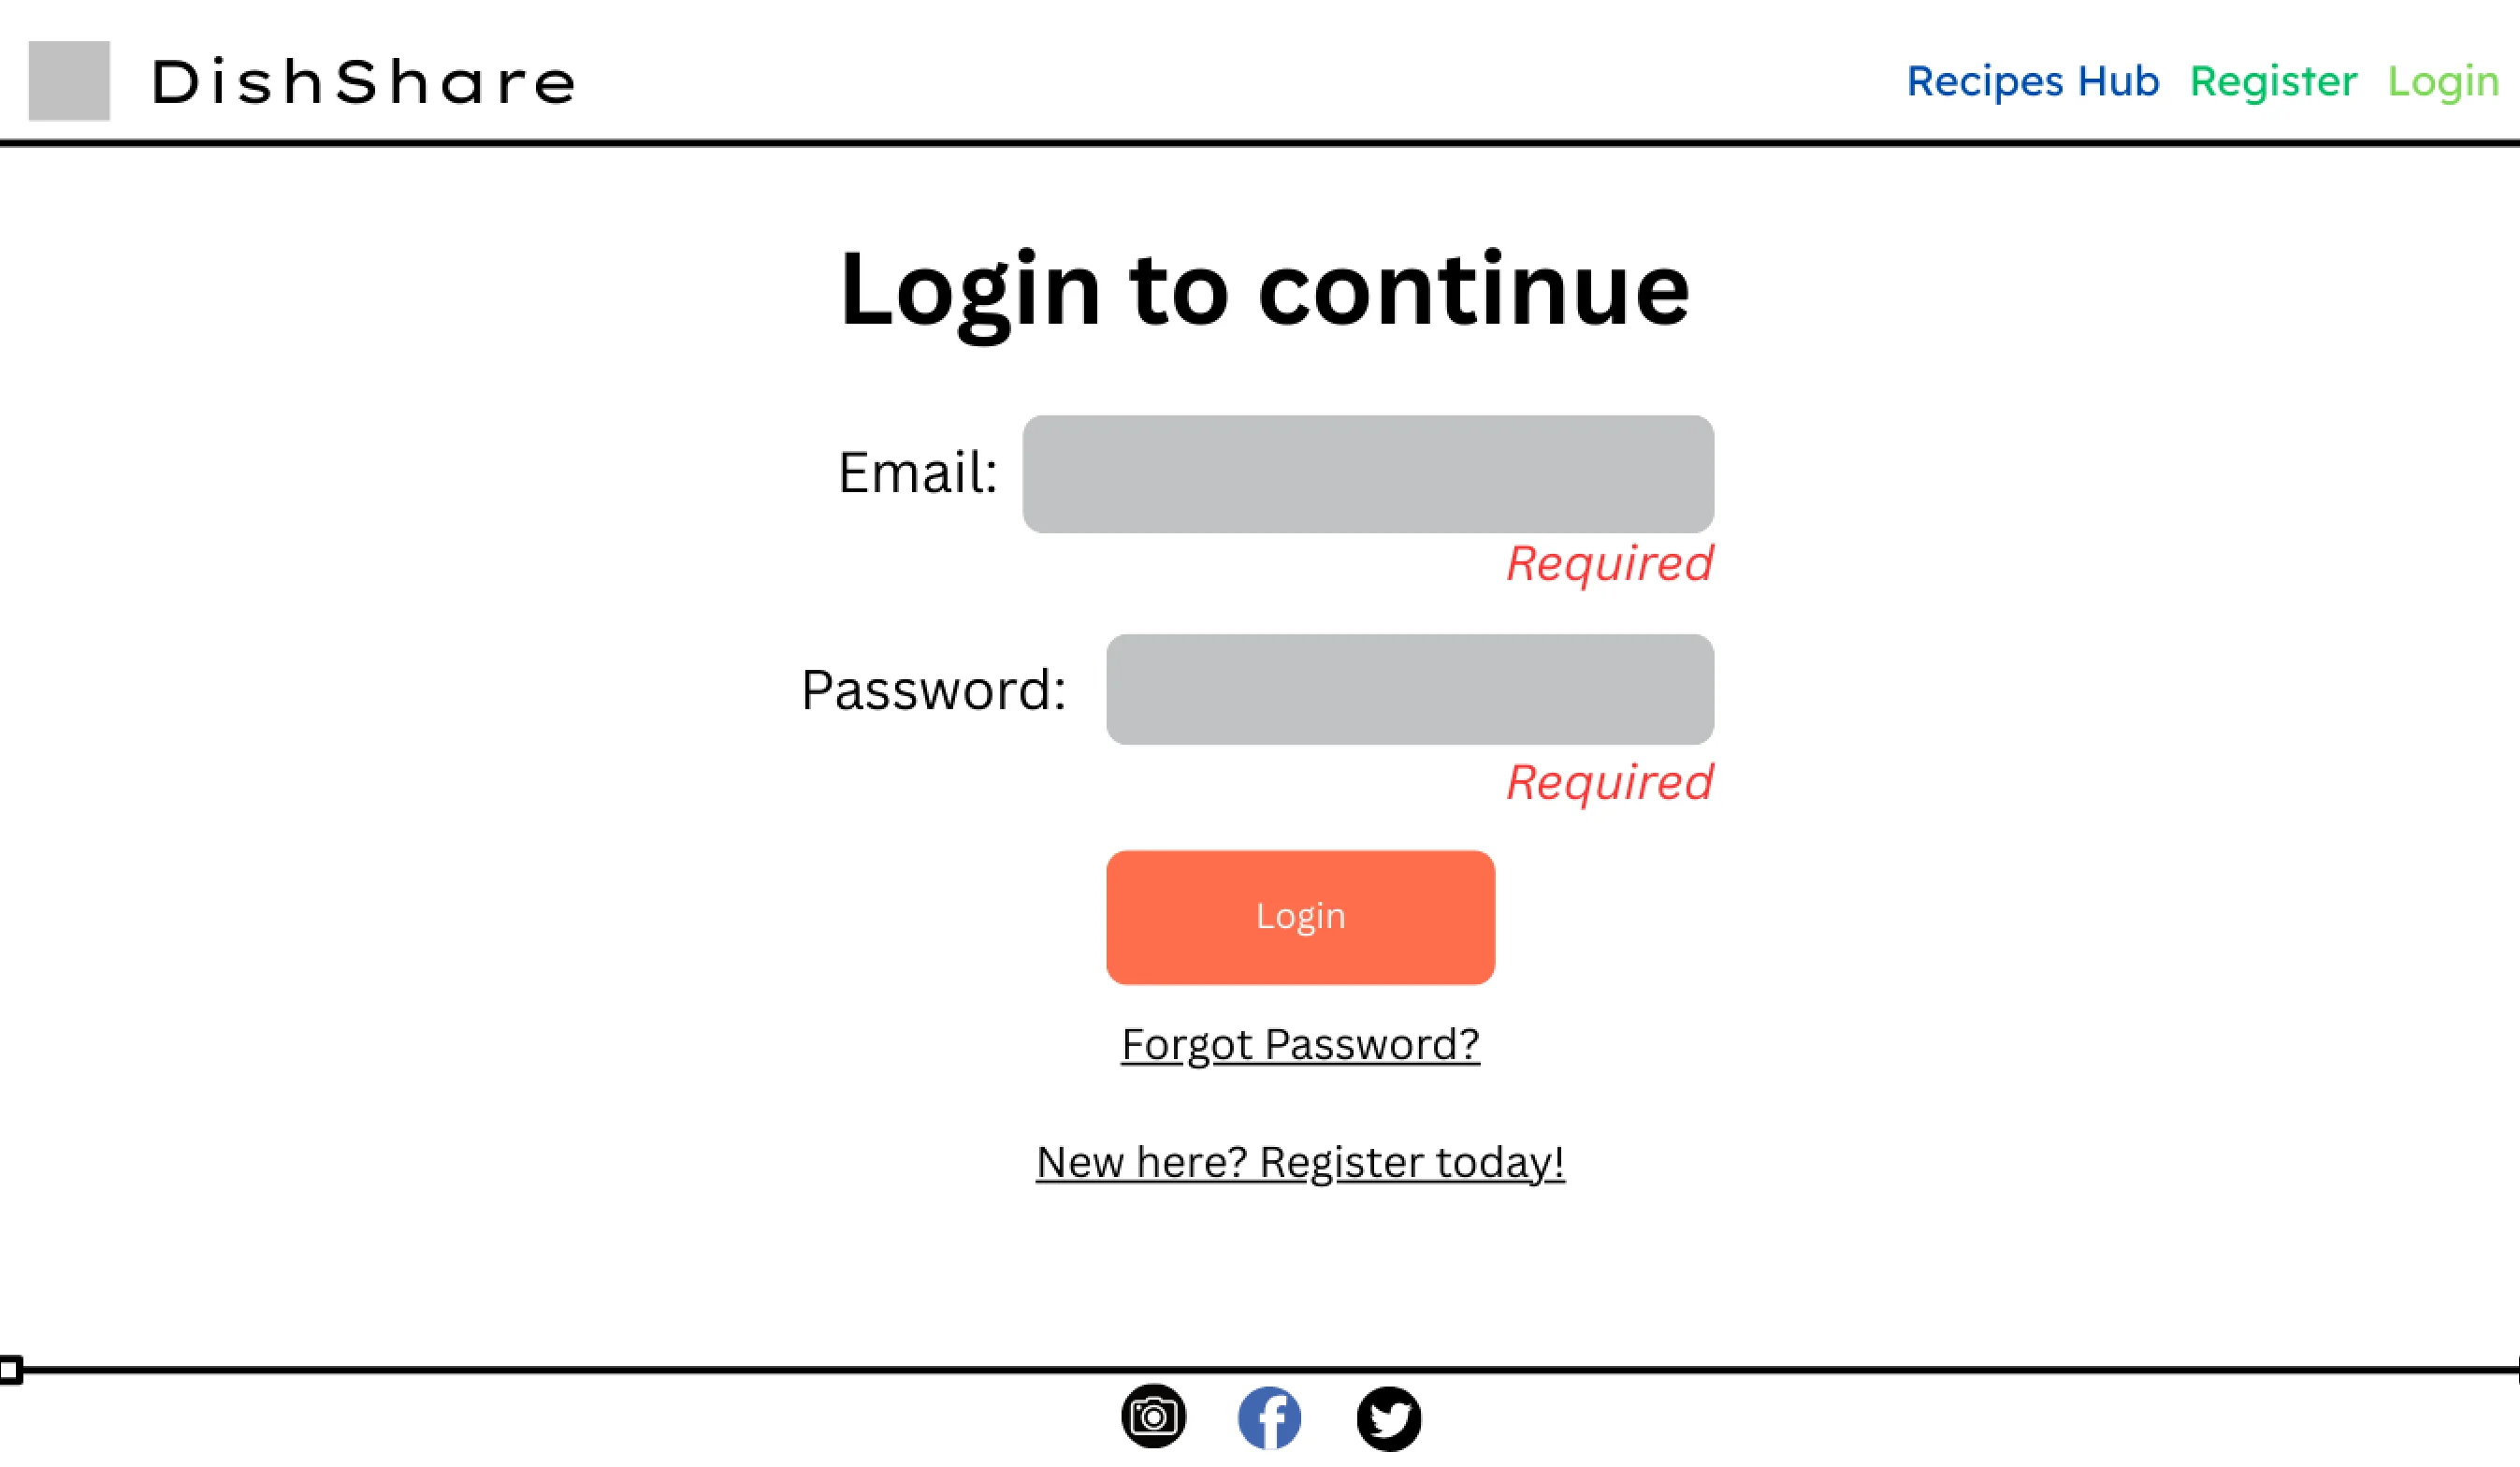 DishShare
Recipes Hub Register Login
Login to continue
Email:
Required
Password:
Required
Login
Forgot Password?
New here? Register today!